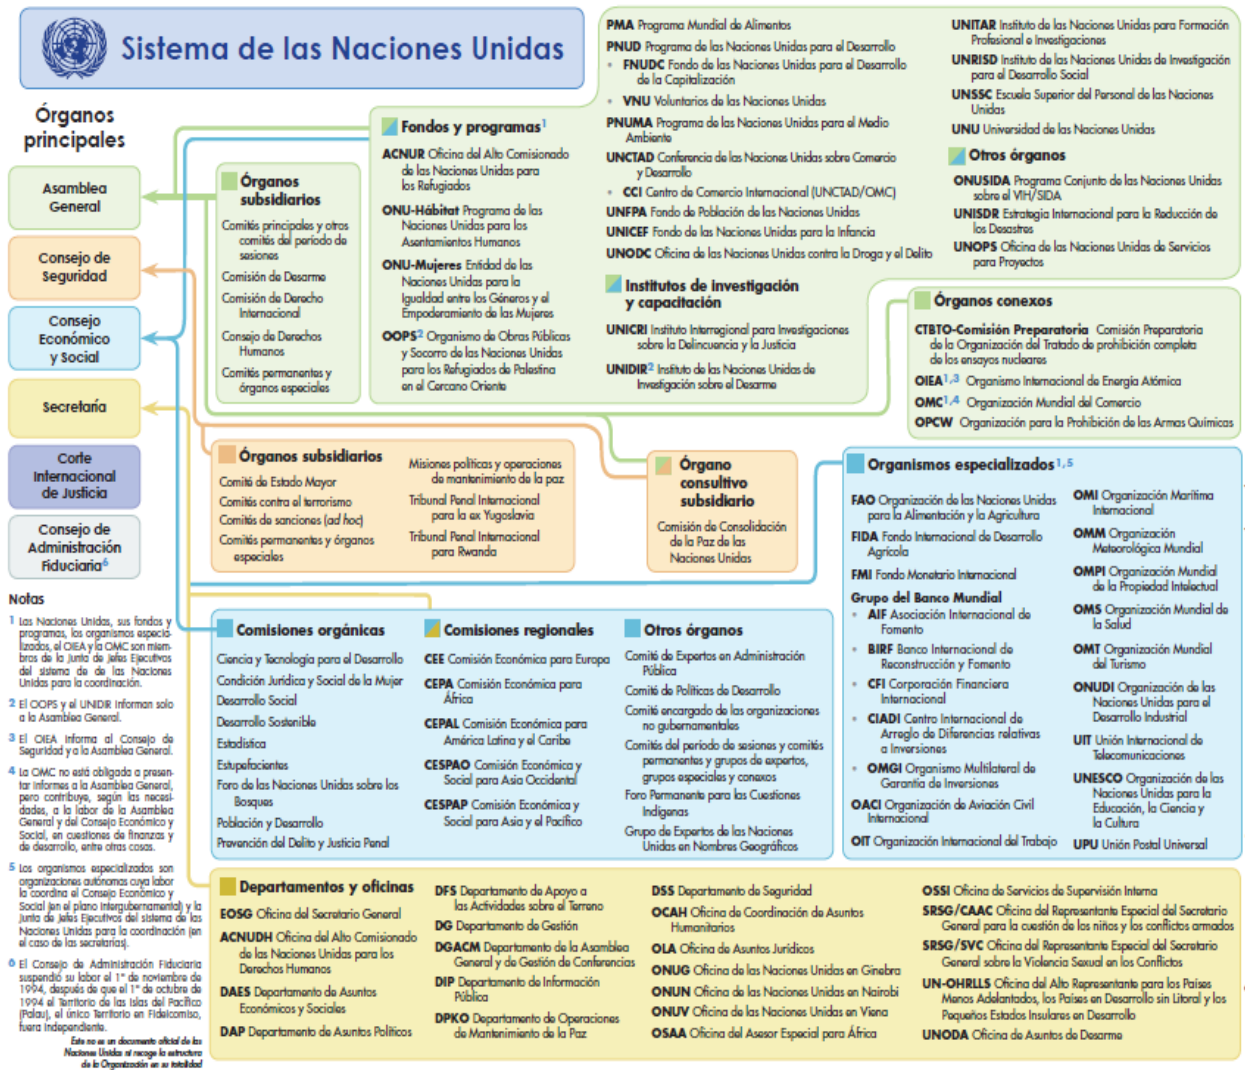 Sistema de las Naciones Unidas
Órganos
principales
Asamblea
General
Consejo de
Seguridad
Consejo
Económico
y Social
Secretaría
Corte
Internacional
de Justicia
Consejo de
Administración
Fiduciaria6
Órganos
subsidiarios
Comités principales y otros
comités del período de
sesiones
Comisión de Desarme
Comisión de Derecho
Internacional
Consejo de Derechos
Humanos
Comités permanentes y
órganos especiales
Fondos y programas1
ACNUR Oficina del Alto Comisionado
de las Naciones Unidas para
los Refugiados
ONU-Hábitat Programa de las
Naciones Unidas para los
Asentamientos Humanos
ONU-Mujeres Entidad de las
Naciones Unidas para la
Igualdad entre los Géneros y el
Empoderamiento de las Mujeres
OOPS2 Organismo de Obras Públicas
y Socorro de las Naciones Unidas
para los Refugiados de Palestina
en el Cercano Oriente
PMA Programa Mundial de Alimentos
PNUD Programa de las Naciones Unidas para el Desarrollo
• FNUDC Fondo de las Naciones Unidas para el Desarrollo
de la Capitalización
• VNU Voluntarios de las Naciones Unidas
PNUMA Programa de las Naciones Unidas para el Medio
Ambiente
UNCTAD Conferencia de las Naciones Unidas sobre Comercio
y Desarrollo
• CCI Centro de Comercio Internacional (UNCTAD/OMC)
UNFPA Fondo de Población de las Naciones Unidas
UNICEF Fondo de las Naciones Unidas para la Infancia
UNODC Oficina de las Naciones Unidas contra la Droga y el Delito
Institutos de investigación
y capacitación
UNICRI Instituto Interregional para Investigaciones
sobre la Delincuencia y la Justicia
UNIDIR2 Instituto de las Naciones Unidas de
Investigación sobre el Desarme
UNITAR Instituto de las Naciones Unidas para Formación
Profesional e Investigaciones
UNRISD Instituto de las Naciones Unidas de Investigación
para el Desarrollo Social
UNSSC Escuela Superior del Personal de las Naciones
Unidas
UNU Universidad de las Naciones Unidas
Otros órganos
ONUSIDA Programa Conjunto de las Naciones Unidas
sobre el VIH/SIDA
UNISDR Estrategia Internacional para la Reducción de
los Desastres
UNOPS Oficina de las Naciones Unidas de Servicios
para Proyectos
Órganos conexos
CTBTO-Comisión Preparatoria Comisión Preparatoria
de la Organización del Tratado de prohibición completa
de los ensayos nucleares
OIEA1,3 Organismo Internacional de Energía Atómica
OMC1,4 Organización Mundial del Comercio
OPCW Organización para la Prohibición de las Armas Químicas
Órganos subsidiarios
Comité de Estado Mayor
Comités contra el terrorismo
Comités de sanciones (ad hoc)
Comités permanentes y órganos
especiales
Misiones políticas y operaciones
de mantenimiento de la paz
Tribunal Penal Internacional
para la ex Yugoslavia
Tribunal Penal Internacional
para Rwanda
Órgano
consultivo
subsidiario
Comisión de Consolidación
de la Paz de las
Naciones Unidas
Organismos especializados1,5
FAO Organización de las Naciones Unidas
para la Alimentación y la Agricultura
FIDA Fondo Internacional de Desarrollo
Agrícola
FMI Fondo Monetario Internacional
Grupo del Banco Mundial
• AIF Asociación Internacional de
Fomento
• BIRF Banco Internacional de
Reconstrucción y Fomento
• CFI Corporación Financiera
Internacional
• CIADI Centro Internacional de
Arreglo de Diferencias relativas
a Inversiones
• OMGI Organismo Multilateral de
Garantía de Inversiones
OACI Organización de Aviación Civil
Internacional
OIT Organización Internacional del Trabajo
OMI Organización Marítima
Internacional
OMM Organización
Meteorológica Mundial
OMPI Organización Mundial
de la Propiedad Intelectual
OMS Organización Mundial de
la Salud
OMT Organización Mundial
del Turismo
ONUDI Organización de las
Naciones Unidas para el
Desarrollo Industrial
UIT Unión Internacional de
Telecomunicaciones
UNESCO Organización de las
Naciones Unidas para la
Educación, la Ciencia y
la Cultura
UPU Unión Postal Universal
Comisiones orgánicas
Ciencia y Tecnología para el Desarrollo
Condición Jurídica y Social de la Mujer
Desarrollo Social
Desarrollo Sostenible
Estadística
Estupefacientes
Foro de las Naciones Unidas sobre los
Bosques
Población y Desarrollo
Prevención del Delito y Justicia Penal
Comisiones regionales
CEE Comisión Económica para Europa
CEPA Comisión Económica para
África
CEPAL Comisión Económica para
América Latina y el Caribe
CESPAO Comisión Económica y
Social para Asia Occidental
CESPAP Comisión Económica y
Social para Asia y el Pacífico
Otros órganos
Comité de Expertos en Administración
Pública
Comité de Políticas de Desarrollo
Comité encargado de las organizaciones
no gubernamentales
Comités del período de sesiones y comités
permanentes y grupos de expertos,
grupos especiales y conexos
Foro Permanente para las Cuestiones
Indígenas
Grupo de Expertos de las Naciones
Unidas en Nombres Geográficos
Departamentos y oficinas
EOSG Oficina del Secretario General
ACNUDH Oficina del Alto Comisionado
de las Naciones Unidas para los
Derechos Humanos
DAES Departamento de Asuntos
Económicos y Sociales
DAP Departamento de Asuntos Políticos
DFS Departamento de Apoyo a
las Actividades sobre el Terreno
DG Departamento de Gestión
DGACM Departamento de la Asamblea
General y de Gestión de Conferencias
DIP Departamento de Información
Pública
DPKO Departamento de Operaciones
de Mantenimiento de la Paz
DSS Departamento de Seguridad
OCAH Oficina de Coordinación de Asuntos
Humanitarios
OLA Oficina de Asuntos Jurídicos
ONUG Oficina de las Naciones Unidas en Ginebra
ONUN Oficina de las Naciones Unidas en Nairobi
ONUV Oficina de las Naciones Unidas en Viena
OSAA Oficina del Asesor Especial para África
OSSI Oficina de Servicios de Supervisión Interna
SRSG/CAAC Oficina del Representante Especial del Secretario
General para la cuestión de los niños y los conflictos armados
SRSG/SVC Oficina del Representante Especial del Secretario
General sobre la Violencia Sexual en los Conflictos
UN-OHRLLS Oficina del Alto Representante para los Países
Menos Adelantados, los Países en Desarrollo sin Litoral y los
Pequeños Estados Insulares en Desarrollo
UNODA Oficina de Asuntos de Desarme
Notas
1 Las Naciones Unidas, sus fondos y
programas, los organismos especia-
lizados, el OIEA y la OMC son miem-
bros de la Junta de Jefes Ejecutivos
del sistema de de las Naciones
Unidas para la coordinación.
2 El OOPS y el UNIDIR informan solo
a la Asamblea General.
3 El OIEA informa al Consejo de
Seguridad y a la Asamblea General.
4 La OMC no está obligada a presen-
tar informes a la Asamblea General,
pero contribuye, según las necesi-
dades, a la labor de la Asamblea
General y del Consejo Económico y
Social, en cuestiones de finanzas y
de desarrollo, entre otras cosas.
5 Los organismos especializados son
organizaciones autónomas cuya labor
la coordina el Consejo Económico y
Social (en el plano intergubernamental) y la
Junta de Jefes Ejecutivos del sistema de las
Naciones Unidas para la coordinación (en
el caso de las secretarías).
6 El Consejo de Administración Fiduciaria
suspendió su labor el 1° de noviembre de
1994, después de que el 1° de octubre de
1994 el Territorio de las Islas del Pacífico
(Palau), el único Territorio en Fideicomiso,
fuera independiente.
Este no es un documento oficial de las
Naciones Unidas ni recoge la estructura
de la Organización en su totalidad